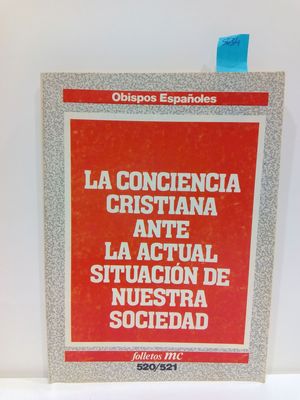 Obispos Españoles
LA CONCIENCIA
CRISTIANA
ANTE
LA ACTUAL
SITUACIÓN DE
NUESTRA
SOCIEDAD
folletos mc
520/521